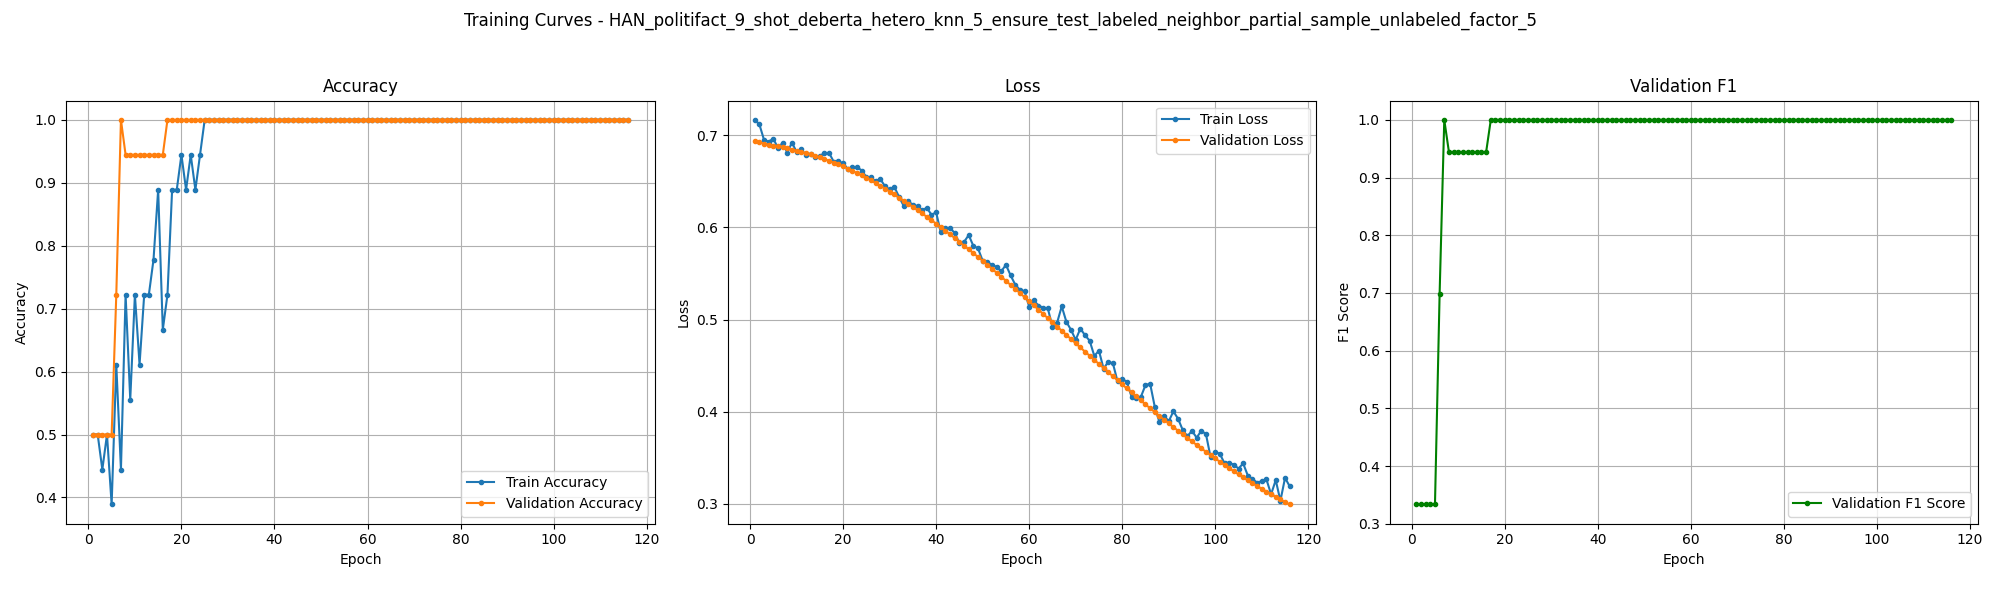 Training Curves - HAN_politifact_9_shot_deberta_hetero_knn_5_ensure_test_labeled_neighbor_partial_sample_unlabeled_factor_5
Accuracy
1.0
0.9
0.8
0.7
0.6
0.5
0.4
Accuracy
0 20 40 60 80 100 120
Epoch
Train Accuracy
Validation Accuracy
Loss
0.7
0.6
0.5
0.4
0.3
Loss
0 20 40 60 80 100 120
Epoch
Train Loss
Validation Loss
Validation F1
1.0
0.9
0.8
0.7
0.6
0.5
0.4
0.3
F1 Score
0 20 40 60 80 100 120
Epoch
Validation F1 Score